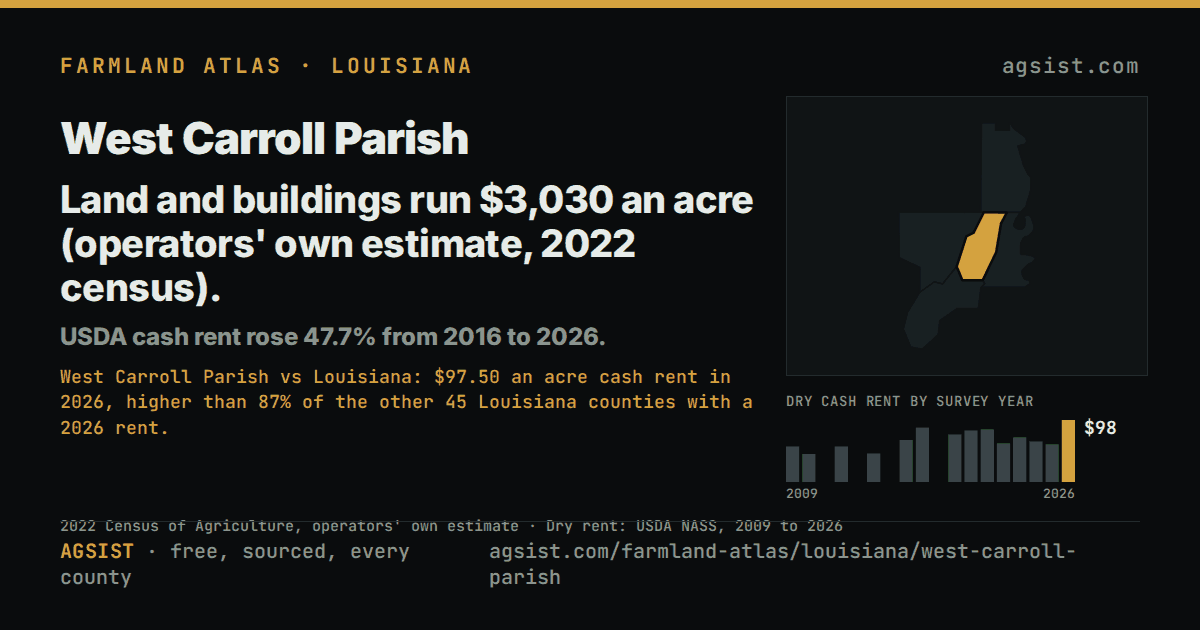 FARMLAND ATLAS · LOUISIANA
agsist.com
West Carroll Parish
Land and buildings run $3,030 an acre
(operators' own estimate, 2022
census).
USDA cash rent rose 47.7% from 2016 to 2026.
West Carroll Parish vs Louisiana: $97.50 an acre cash rent in
2026, higher than 87% of the other 45 Louisiana counties with a
2026 rent.
DRY CASH RENT BY SURVEY YEAR
$98
2009
2026
2022 Census of Agriculture, operators' own estimate · Dry rent: USDA NASS, 2009 to 2026
AGSIST · free, sourced, every
county
agsist.com/farmland-atlas/louisiana/west-carroll-
parish